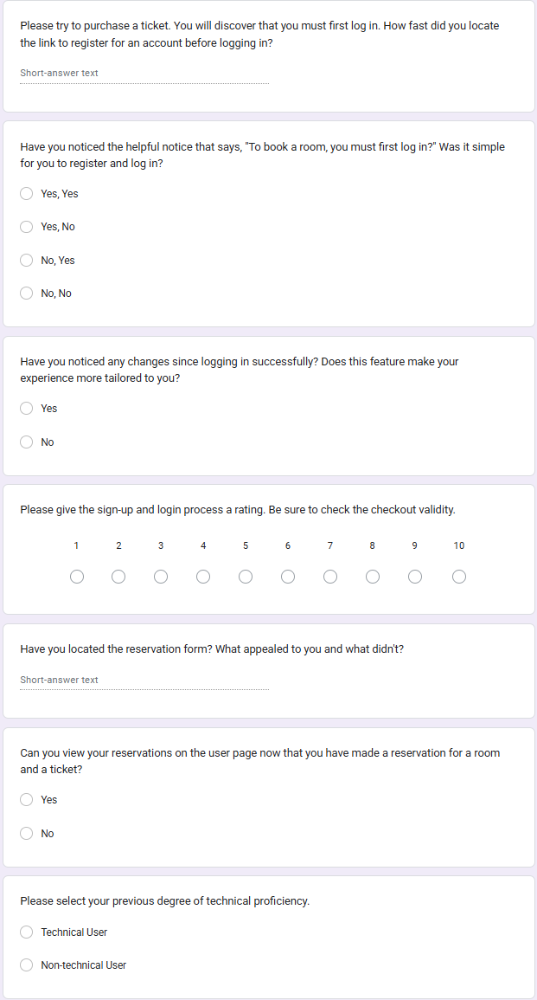 Please try to purchase a ticket. You will discover that you must first log in. How fast did you locate
the link to register for an account before logging in?
Short-answer text
Have you noticed the helpful notice that says, "To book a room, you must first log in?" Was it simple
for you to register and log in?
Yes, Yes
Yes, No
No, Yes
No, No
Have you noticed any changes since logging in successfully? Does this feature make your
experience more tailored to you?
Yes
No
Please give the sign-up and login process a rating. Be sure to check the checkout validity.
1 2 3 4 5 6 7 8 9 10
Have you located the reservation form? What appealed to you and what didn't?
Short-answer text
Can you view your reservations on the user page now that you have made a reservation for a room
and a ticket?
Yes
No
Please select your previous degree of technical proficiency.
Technical User
Non-technical User